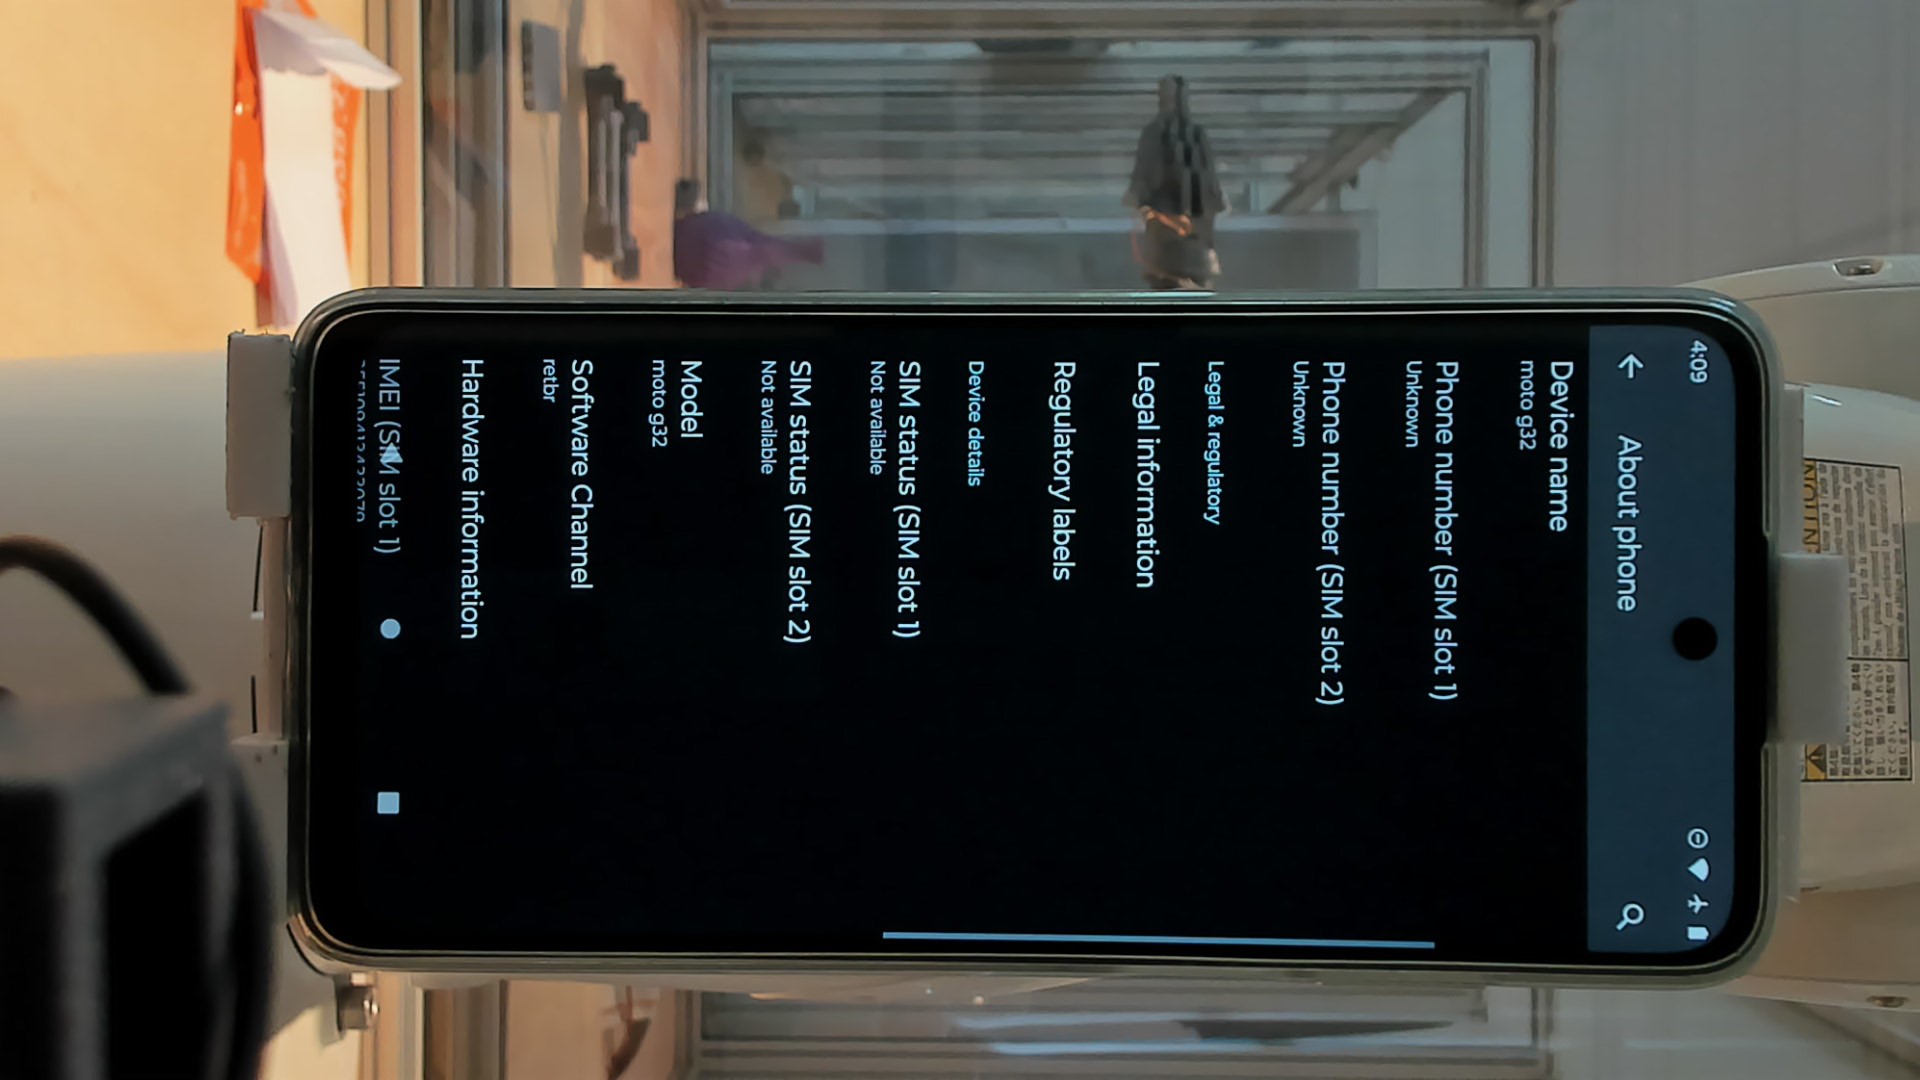 4:09
About phone
Device name
moto g32
Phone number (SIM slot 1)
Unknown
Phone number (SIM slot 2)
Unknown
Legal & regulatory
Legal information
Regulatory labels
Device details
SIM status (SIM slot 1)
Not available
SIM status (SIM slot 2)
Not available
Model
moto g32
Software Channel
retbr
Hardware information
IMEI (SIM slot 1)